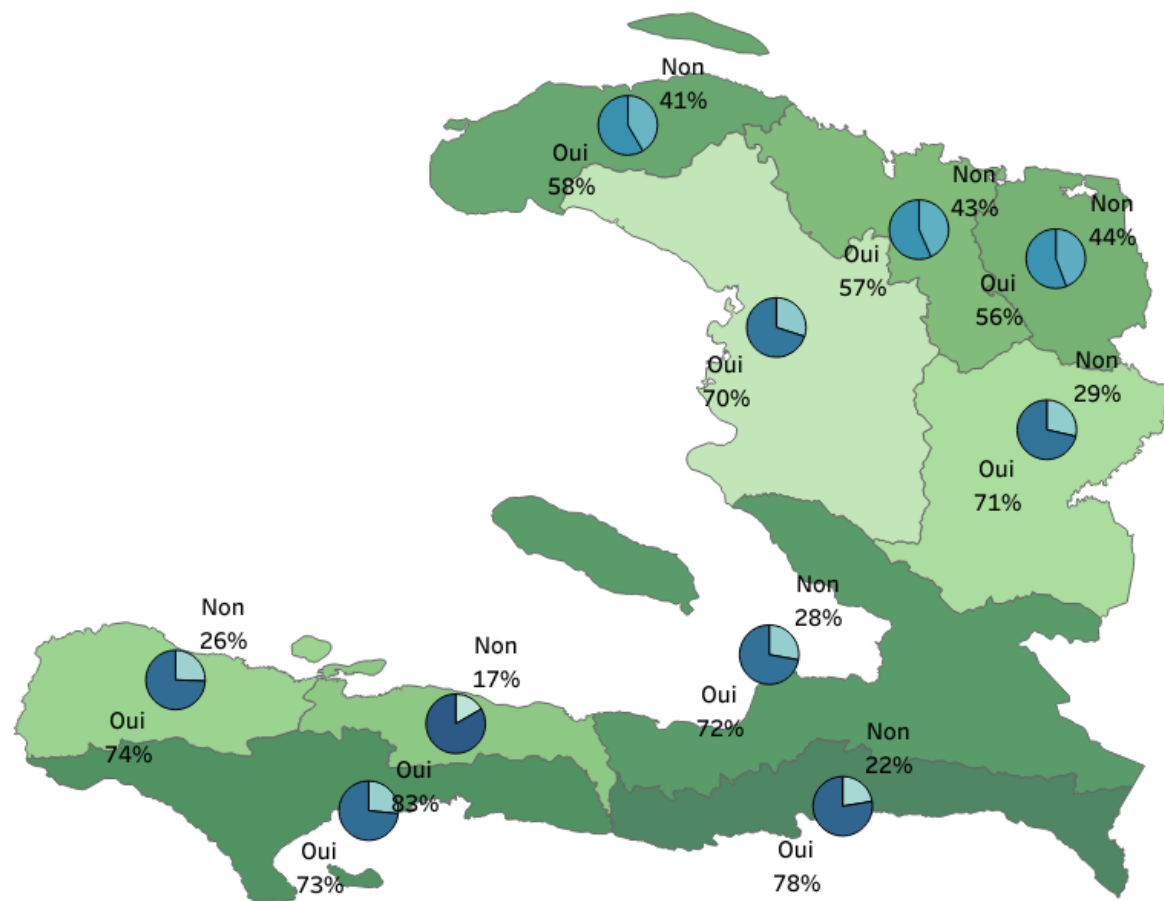 Non
41%
Oui
58%
Non
43%
Oui
57%
Non
44%
Oui
56%
Oui
70%
Non
29%
Oui
71%
Non
28%
Oui
72%
Non
26%
Oui
74%
Non
17%
Oui
83%
Oui
73%
Non
22%
Oui
78%